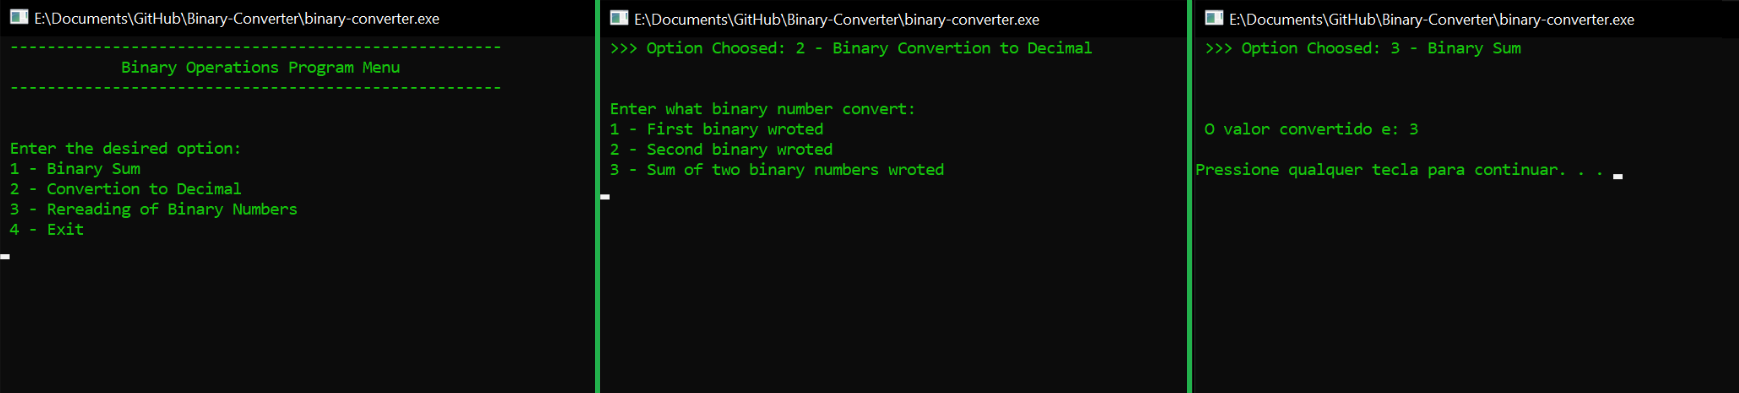 E:\Documents\GitHub\Binary-Converter\binary-converter.exe
------------------------------------------------------
Binary Operations Program Menu
------------------------------------------------------
Enter the desired option:
1 - Binary Sum
2 - Convertion to Decimal
3 - Rereading of Binary Numbers
4 - Exit
E:\Documents\GitHub\Binary-Converter\binary-converter.exe
>>> Option Choosed: 2 - Binary Convertion to Decimal
Enter what binary number convert:
1 - First binary wroted
2 - Second binary wroted
3 - Sum of two binary numbers wroted
E:\Documents\GitHub\Binary-Converter\binary-converter.exe
>>> Option Choosed: 3 - Binary Sum
O valor convertido e: 3
Pressione qualquer tecla para continuar. . .